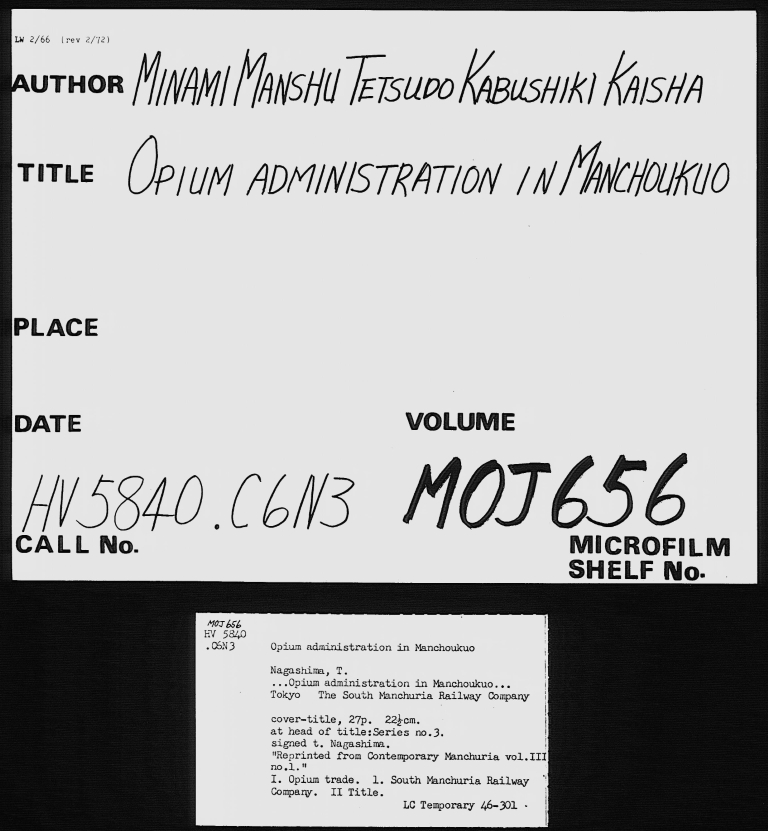 LW 2/66 (rev 2/72)
AUTHOR MINAMI MANSHU TETSUDO KABUSHIKI KAISHA
TITLE OPIUM ADMINISTRATION IN MANCHOUKUO
PLACE
DATE VOLUME
HV5840.C6N3 MOJ656
CALL No. MICROFILM
SHELF No.
MOJ656
HV 5840
.C6N3 Opium administration in Manchoukuo
Nagashima, T.
...Opium administration in Manchoukuo...
Tokyo The South Manchuria Railway Company
cover-title, 27p. 22½cm.
at head of title:Series no.3.
signed t. Nagashima.
"Reprinted from Contemporary Manchuria vol.III
no.1."
I. Opium trade. 1. South Manchuria Railway
Company. II Title.
LC Temporary 46-301 .